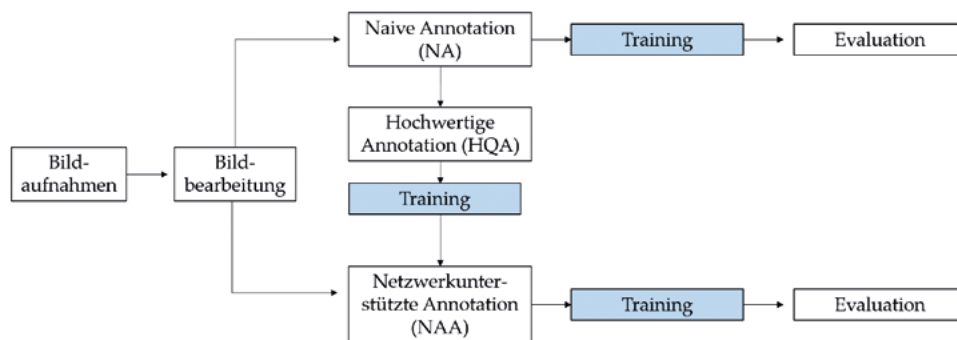 Naive Annotation
(NA)
Training
Evaluation
Hochwertige
Annotation (HQA)
Bild-
aufnahmen
Bild-
bearbeitung
Training
Netzwerkunter-
stützte Annotation
(NAA)
Training
Evaluation